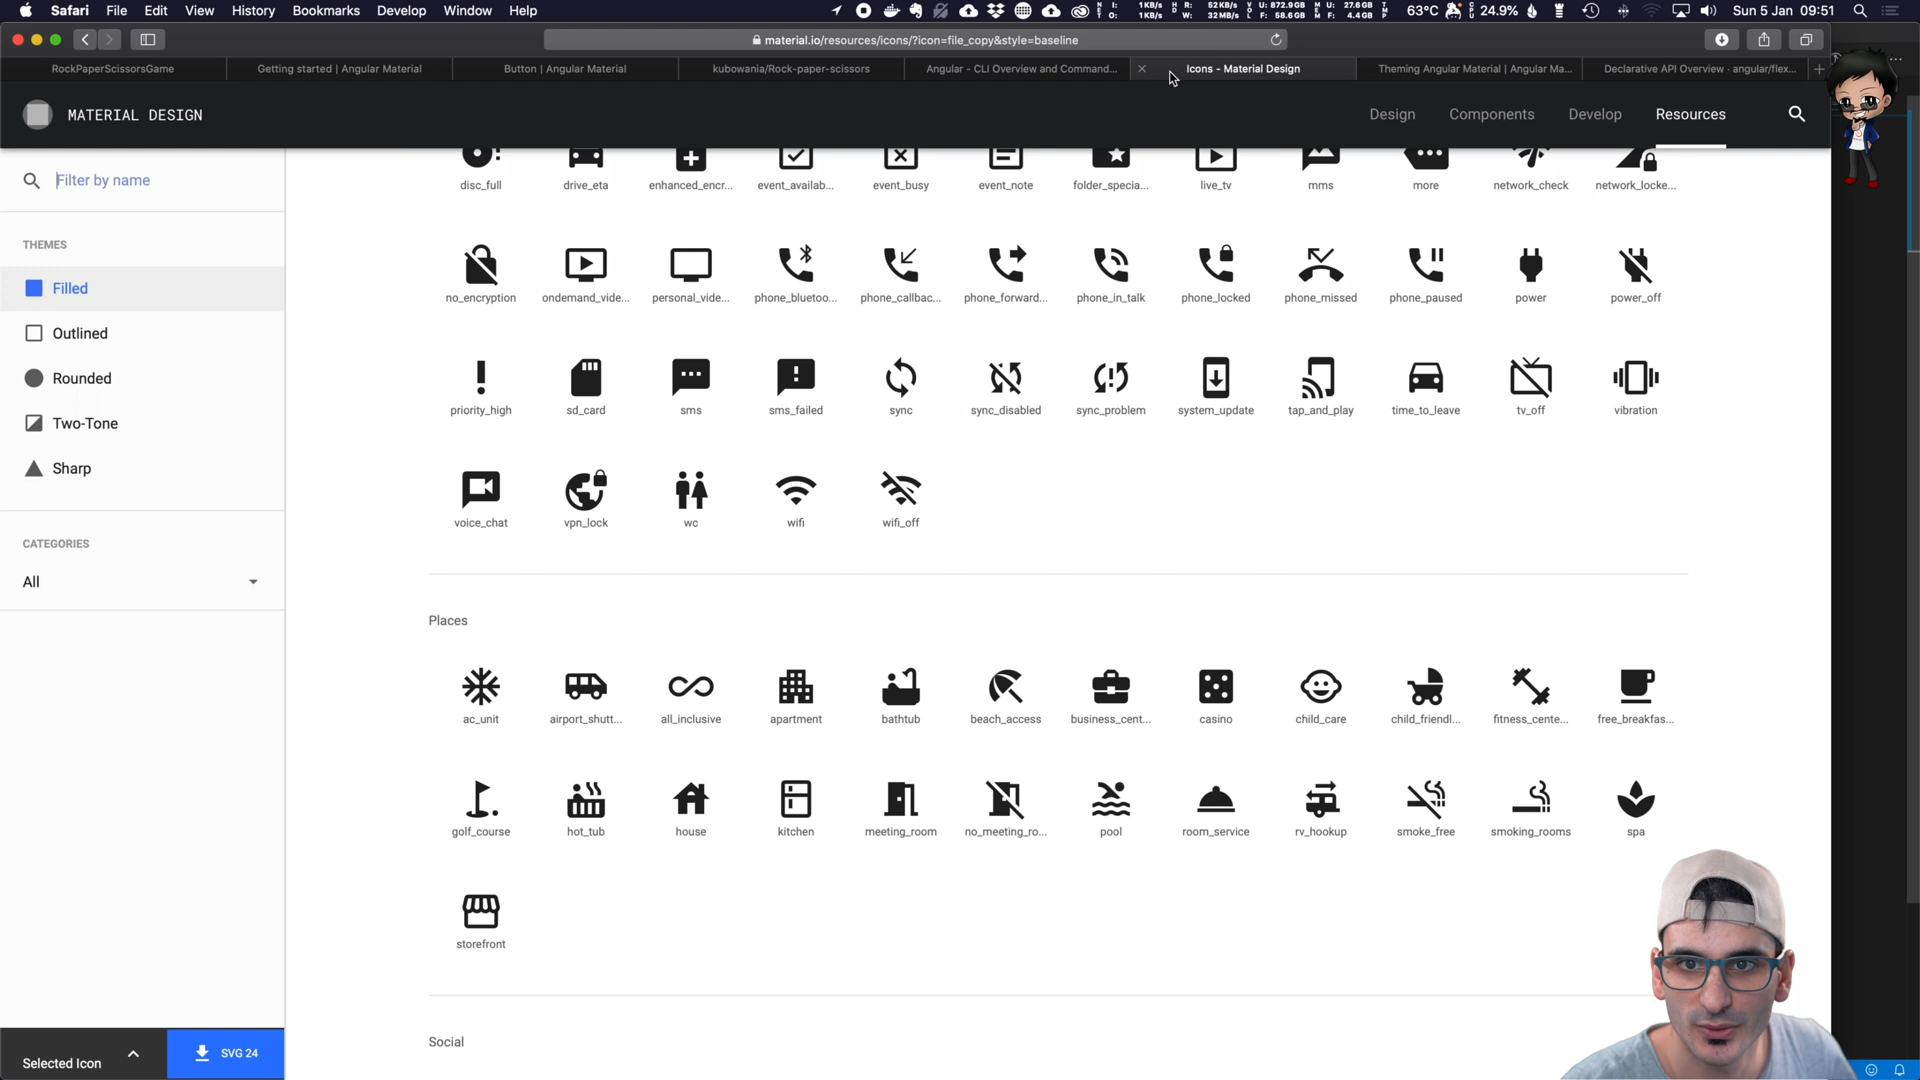 Safari File Edit View History Bookmarks Develop Window Help
63°C 24.9% Sun 5 Jan 09:51
material.io/resources/icons/?icon=file_copy&style=baseline
RockPaperScissorsGame
Getting started | Angular Material
Button | Angular Material
kubowania/Rock-paper-scissors
Angular - CLI Overview and Command...
Icons - Material Design
Theming Angular Material | Angular Ma...
Declarative API Overview · angular/flex...
MATERIAL DESIGN
Design Components Develop Resources
Filter by name
THEMES
Filled
Outlined
Rounded
Two-Tone
Sharp
CATEGORIES
All
Selected Icon
SVG 24
disc_full drive_eta enhanced_encr... event_availab... event_busy event_note folder_specia... live_tv mms more network_check network_locke...
no_encryption ondemand_vide... personal_vide... phone_bluetoo... phone_callbac... phone_forward... phone_in_talk phone_locked phone_missed phone_paused power power_off
priority_high sd_card sms sms_failed sync sync_disabled sync_problem system_update tap_and_play time_to_leave tv_off vibration
voice_chat vpn_lock wc wifi wifi_off
Places
ac_unit airport_shutt... all_inclusive apartment bathtub beach_access business_cent... casino child_care child_friendl... fitness_cente... free_breakfas...
golf_course hot_tub house kitchen meeting_room no_meeting_ro... pool room_service rv_hookup smoke_free smoking_rooms spa
storefront
Social